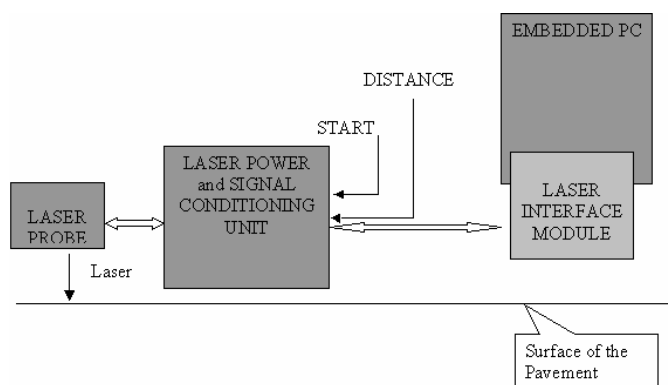 EMBEDDED PC
DISTANCE
START
LASER POWER
and SIGNAL
CONDITIONING
UNIT
LASER
PROBE
LASER
INTERFACE
MODULE
Laser
Surface of the
Pavement